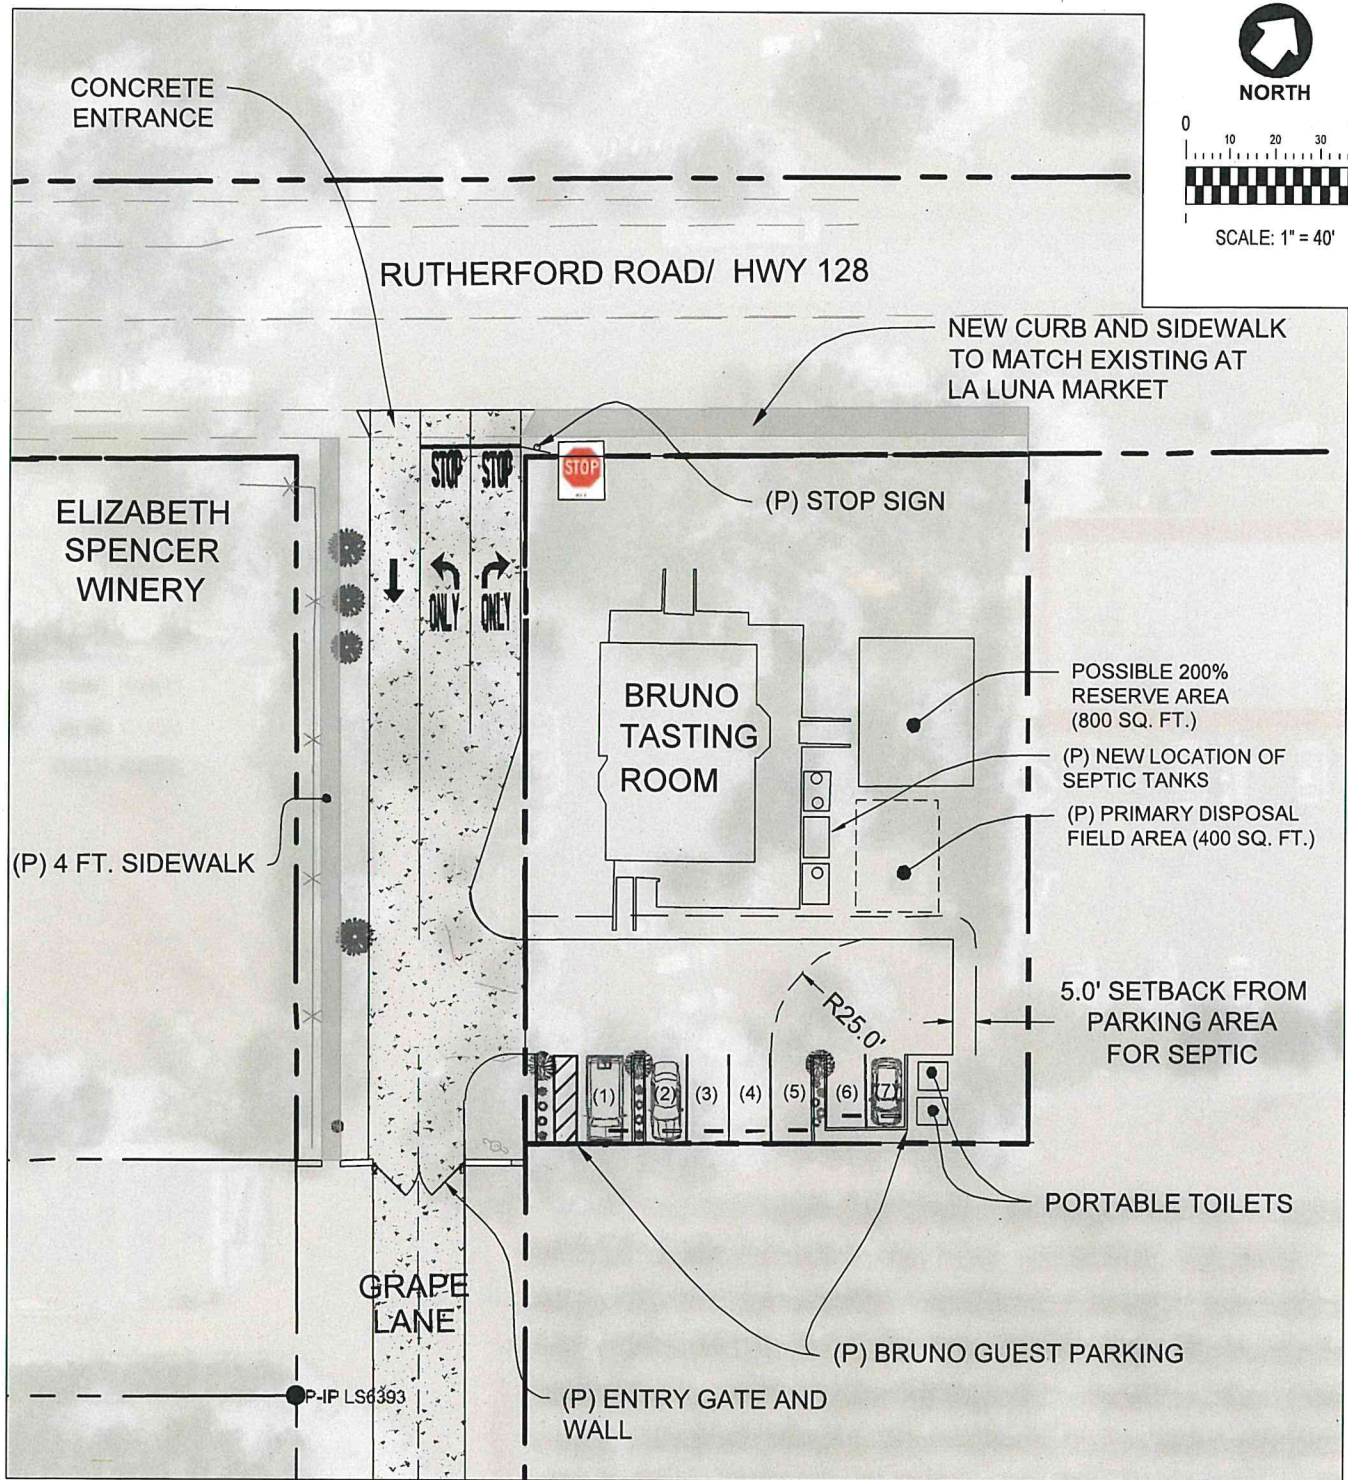 CONCRETE
ENTRANCE
NORTH
0
10 20 30
SCALE: 1" = 40'
RUTHERFORD ROAD/ HWY 128
NEW CURB AND SIDEWALK
TO MATCH EXISTING AT
LA LUNA MARKET
STOP STOP
STOP
(P) STOP SIGN
ELIZABETH
SPENCER
WINERY
ONLY ONLY
BRUNO
TASTING
ROOM
POSSIBLE 200%
RESERVE AREA
(800 SQ. FT.)
(P) NEW LOCATION OF
SEPTIC TANKS
(P) PRIMARY DISPOSAL
FIELD AREA (400 SQ. FT.)
(P) 4 FT. SIDEWALK
R25.0'
5.0' SETBACK FROM
PARKING AREA
FOR SEPTIC
(1) (2) (3) (4) (5) (6) (7)
PORTABLE TOILETS
GRAPE
LANE
(P) BRUNO GUEST PARKING
P-IP LS6393
(P) ENTRY GATE AND
WALL